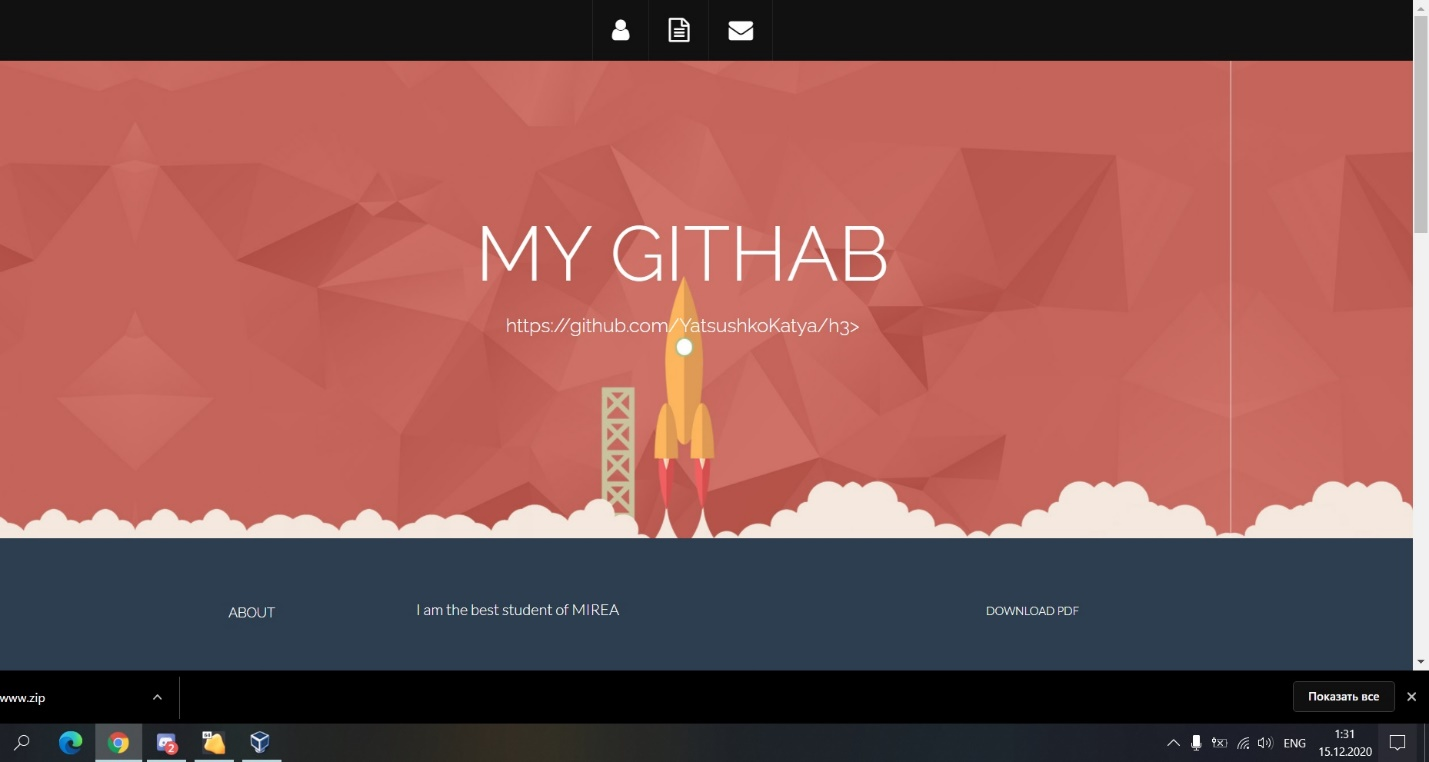 MY GITHAB
https://github.com/YatsushkoKatya/h3>
ABOUT
I am the best student of MIREA
DOWNLOAD PDF
www.zip
Показать все
2
ENG
1:31
15.12.2020